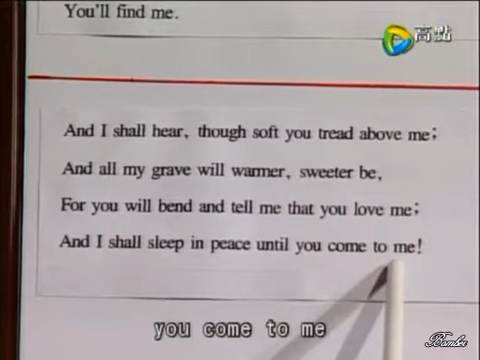 You'll find me.
高點
And I shall hear, though soft you tread above me;
And all my grave will warmer, sweeter be,
For you will bend and tell me that you love me;
And I shall sleep in peace until you come to me!
you come to me
Bamber